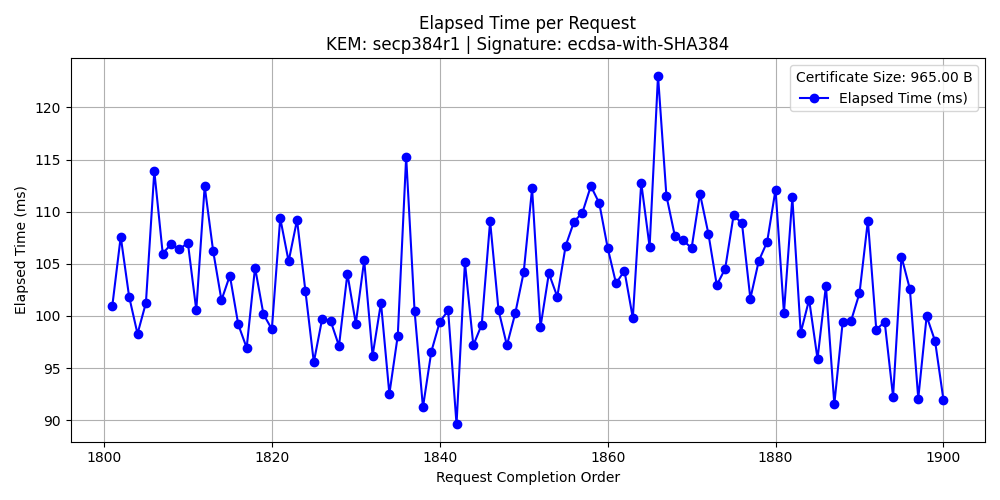 Elapsed Time per Request
KEM: secp384r1 | Signature: ecdsa-with-SHA384
Certificate Size: 965.00 B
Elapsed Time (ms)
Elapsed Time (ms)
120
115
110
105
100
95
90
1800
1820
1840
1860
1880
1900
Request Completion Order